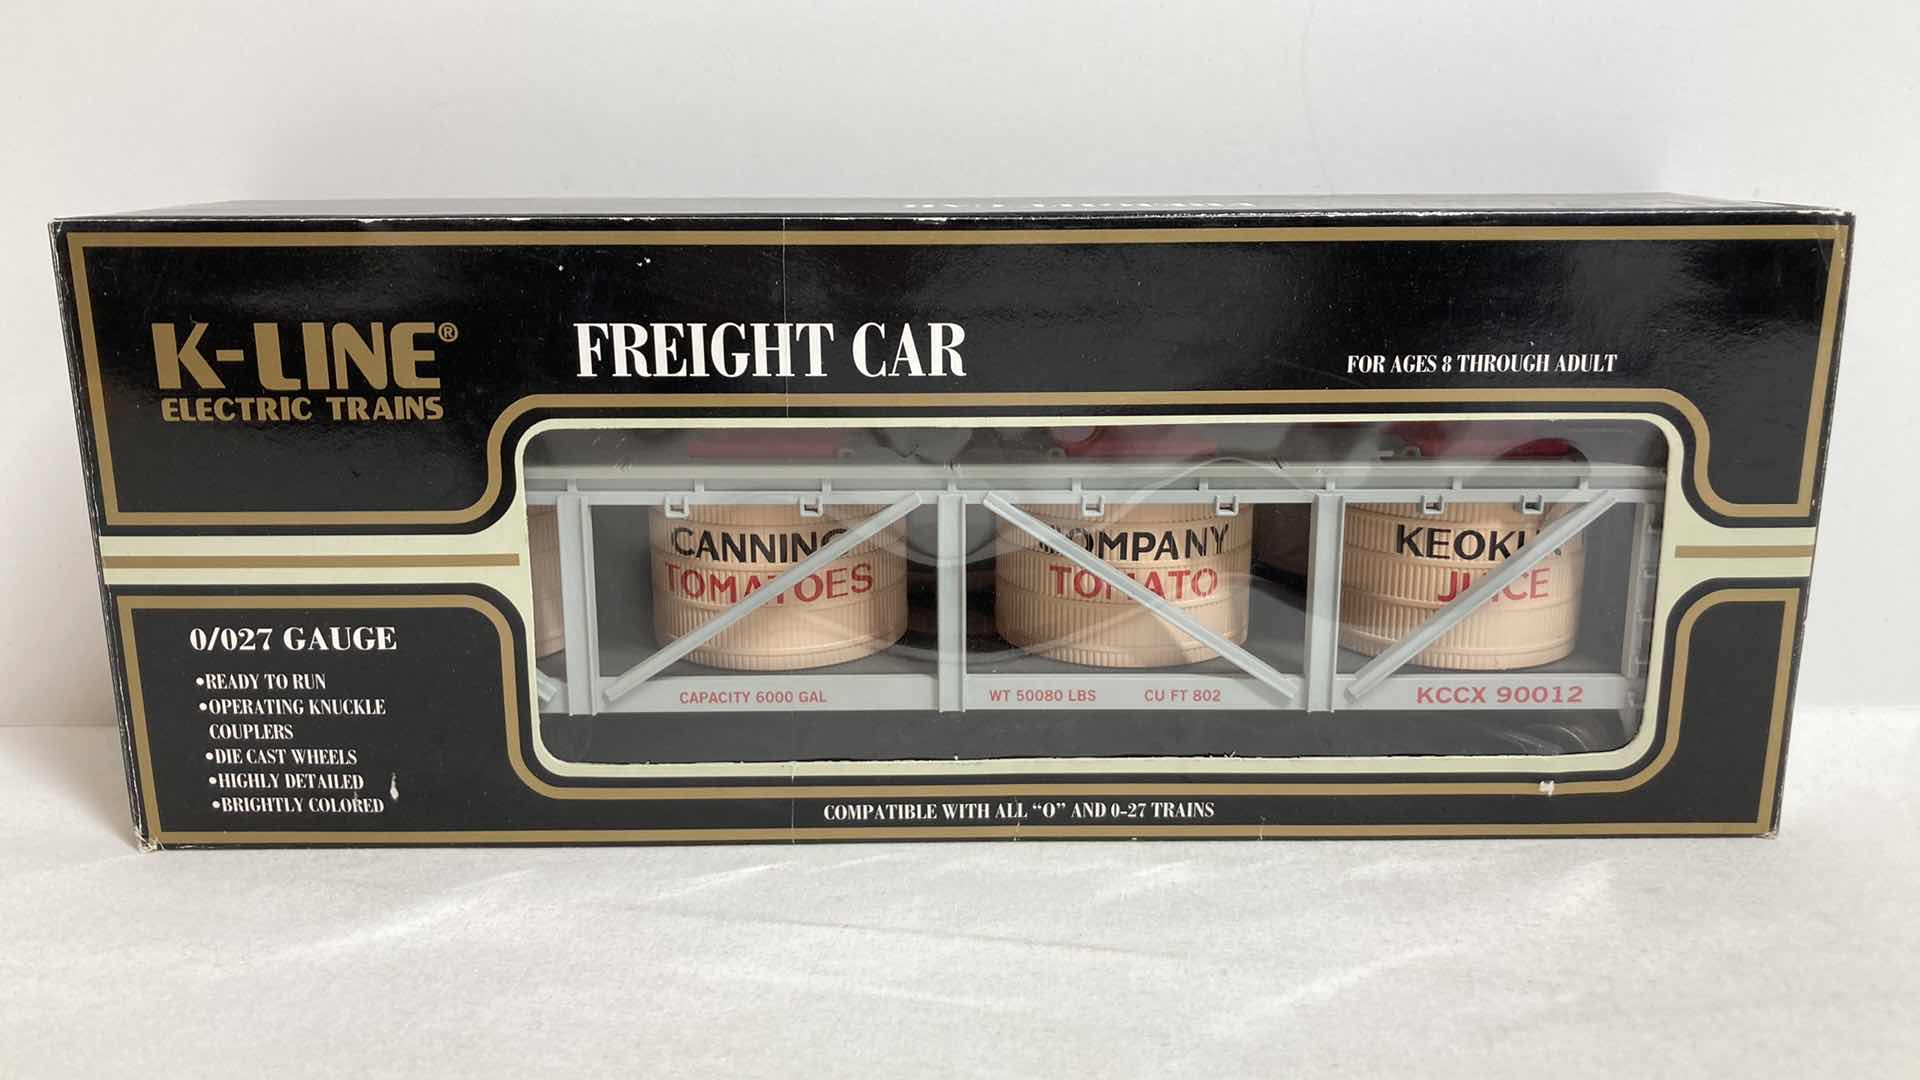 K-LINE®
ELECTRIC TRAINS
FREIGHT CAR
FOR AGES 8 THROUGH ADULT
CANNING
TOMATOES
COMPANY
TOMATO
KEOKUK
JUICE
CAPACITY 6000 GAL
WT 50080 LBS
CU FT 802
KCCX 90012
0/027 GAUGE
•READY TO RUN
•OPERATING KNUCKLE
COUPLERS
•DIE CAST WHEELS
•HIGHLY DETAILED
•BRIGHTLY COLORED
COMPATIBLE WITH ALL "O" AND 0-27 TRAINS